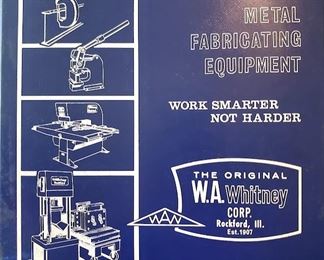 METAL
FABRICATING
EQUIPMENT
WORK SMARTER
NOT HARDER
THE ORIGINAL
W.A. Whitney
CORP.
Rockford, Ill.
Est. 1907
WAW